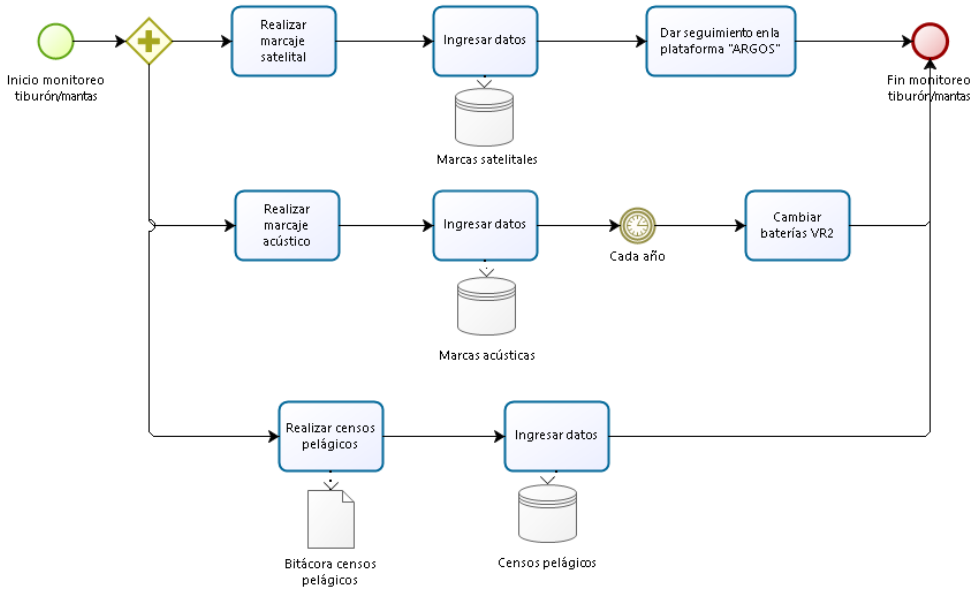 Inicio monitoreo
tiburón/mantas
Realizar
marcaje
satelital
Ingresar datos
Marcas satelitales
Dar seguimiento en la
plataforma "ARGOS"
Fin monitoreo
tiburón/mantas
Realizar
marcaje
acústico
Ingresar datos
Marcas acústicas
Cada año
Cambiar
baterías VR2
Realizar censos
pelágicos
Bitácora censos
pelágicos
Ingresar datos
Censos pelágicos